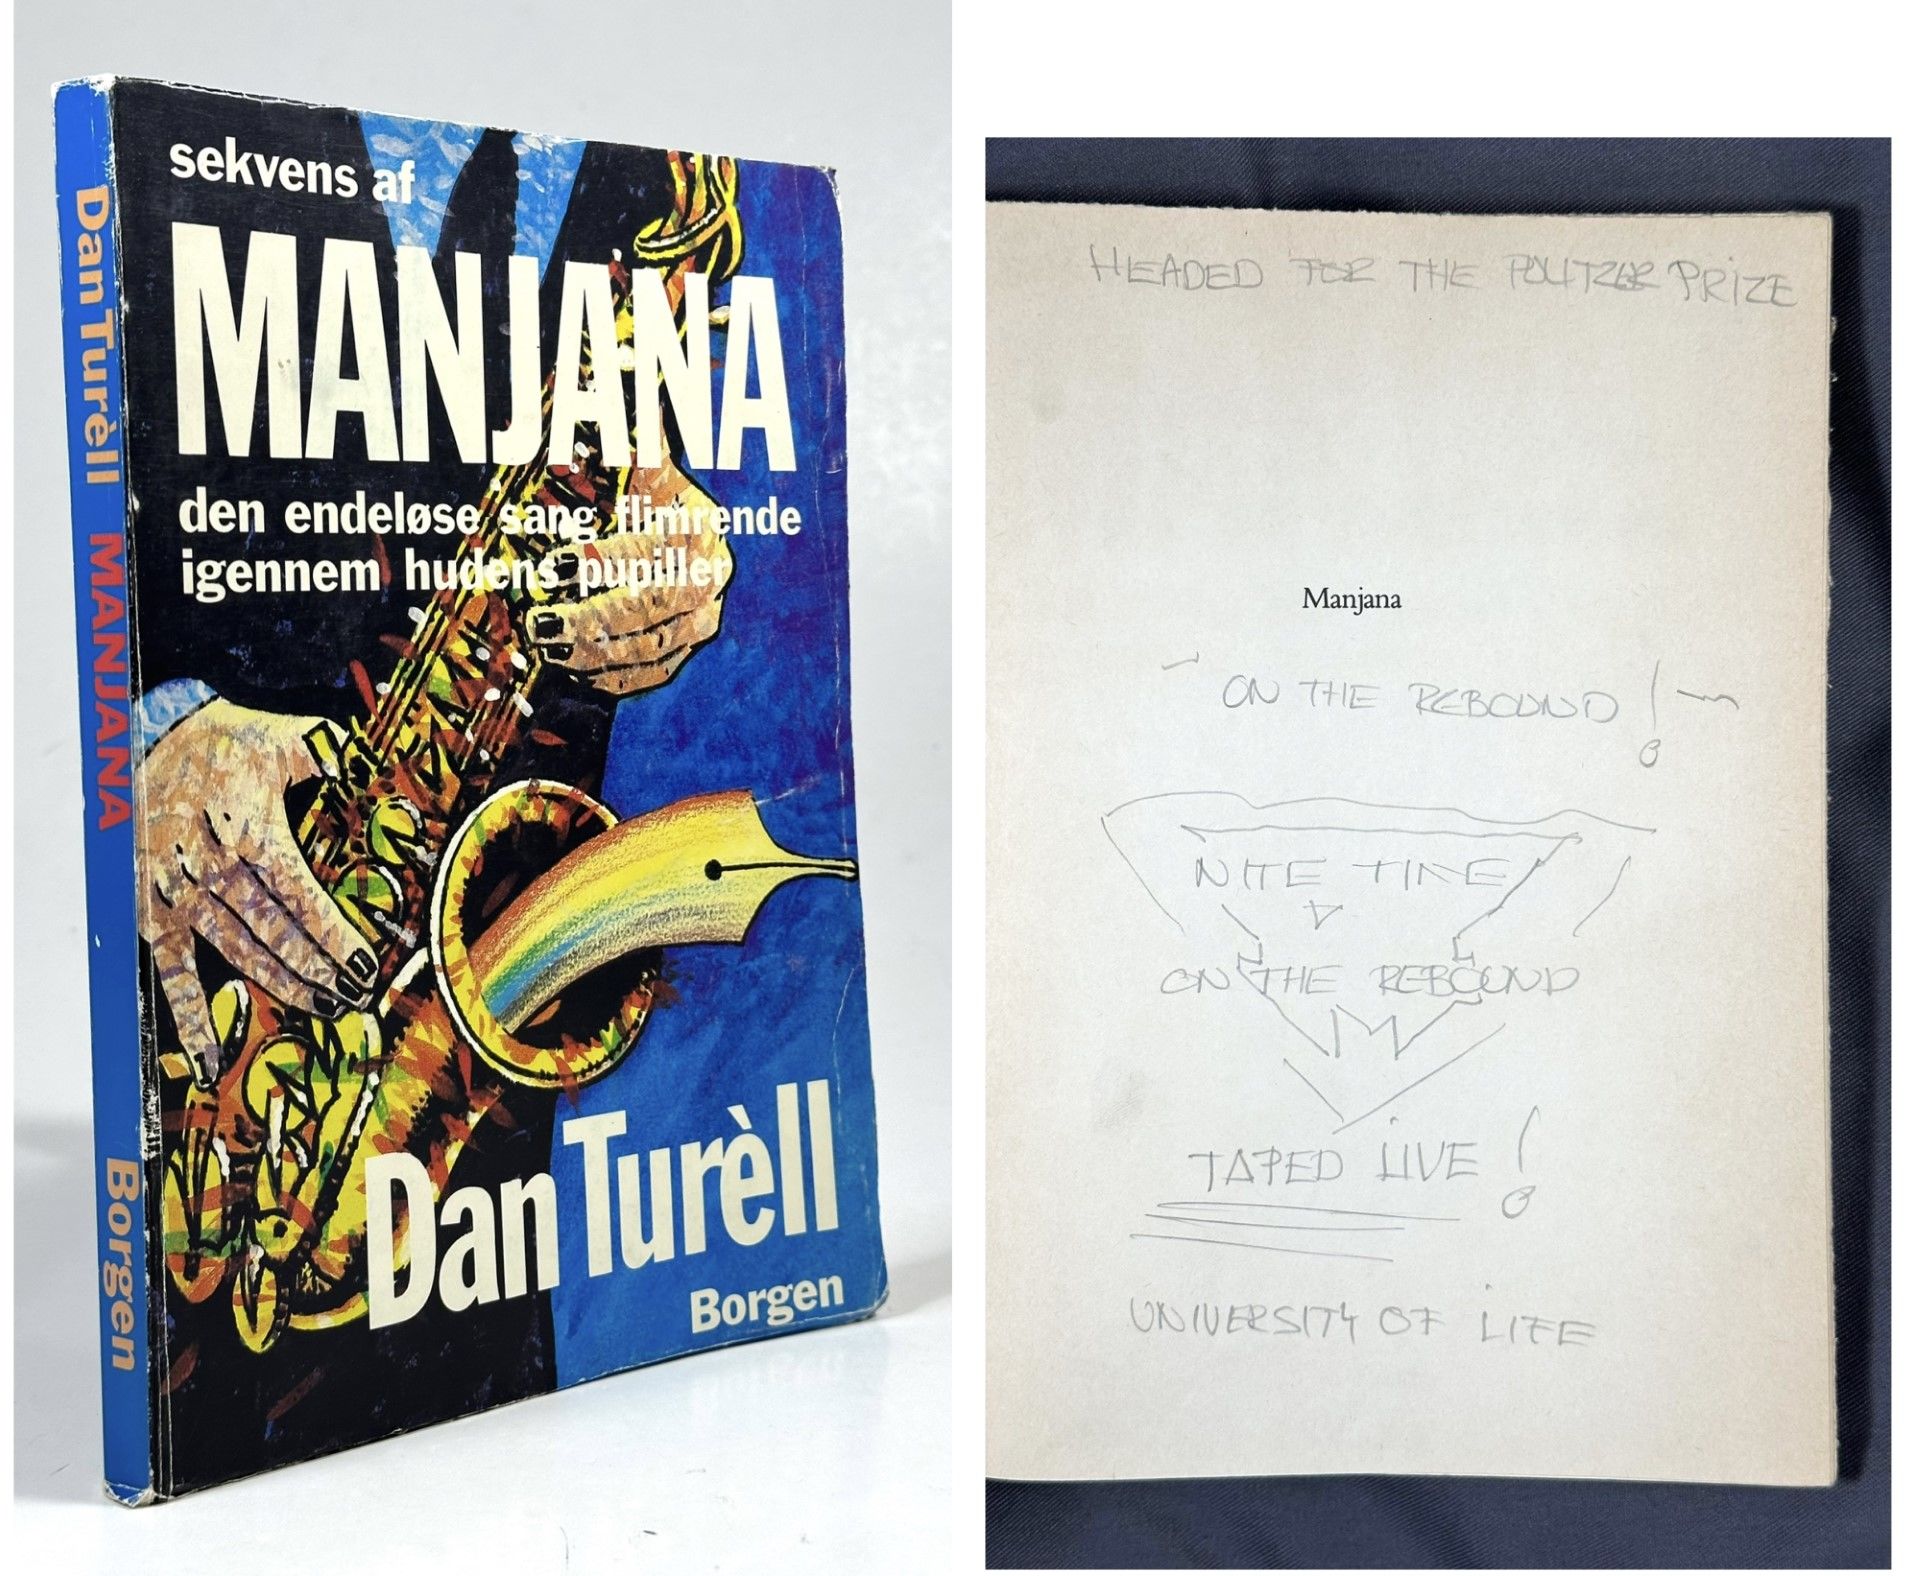 Dan Turèll MANJANA Borgen
sekvens af
MANJANA
den endeløse sang flimrende
igennem hudens pupiller
Dan Turèll
Borgen
HEADED FOR THE PULITZER PRIZE
Manjana
ON THE REBOUND!
NITE TIME
ON THE REBOUND
TAPED LIVE!
UNIVERSITY OF LIFE